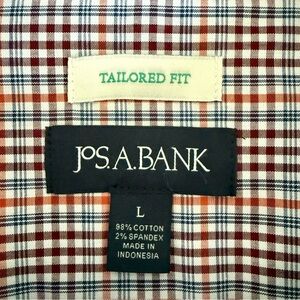 TAILORED FIT
JOS. A. BANK
L
98% COTTON
2% SPANDEX
MADE IN
INDONESIA